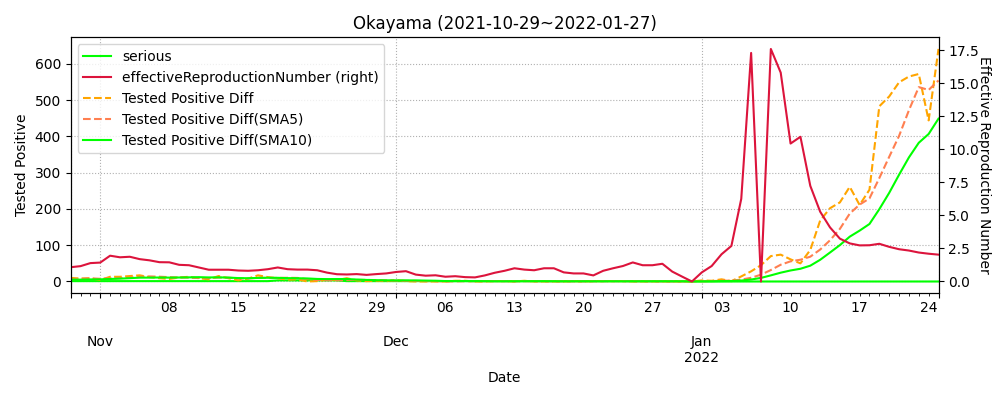 Okayama (2021-10-29~2022-01-27)
serious
effectiveReproductionNumber (right)
Tested Positive Diff
Tested Positive Diff(SMA5)
Tested Positive Diff(SMA10)
Tested Positive
600
500
400
300
200
100
0
17.5
15.0
12.5
10.0
7.5
5.0
2.5
0.0
Effective Reproduction Number
08 15 22 29 06 13 20 27 03 10 17 24
Nov Dec Jan
2022
Date